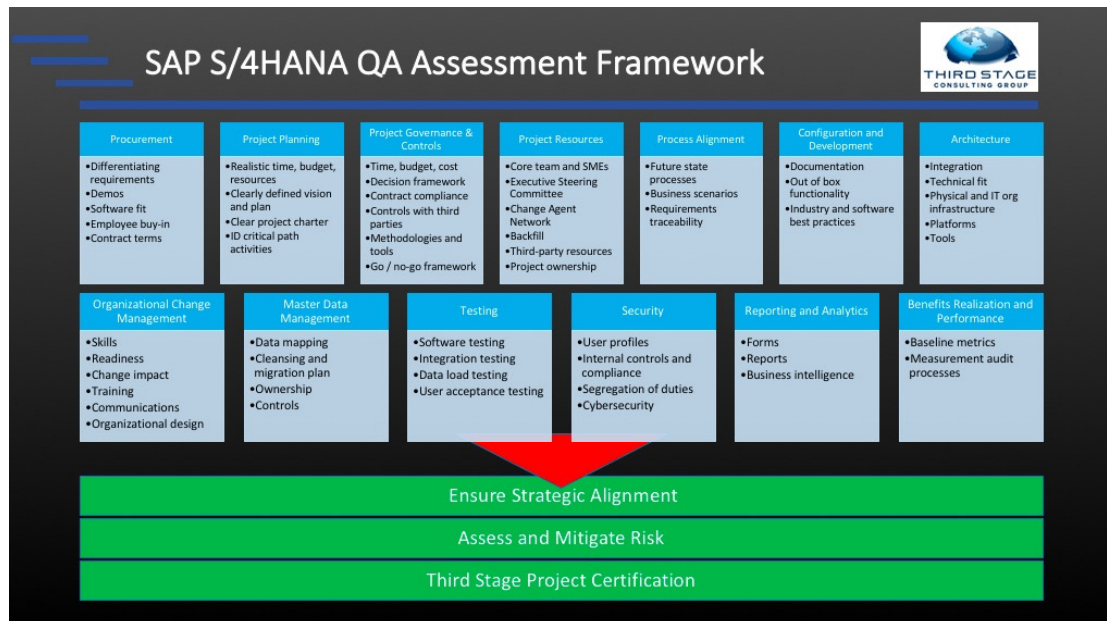 SAP S/4HANA QA Assessment Framework
THIRD STAGE
CONSULTING GROUP
Procurement
•Differentiating
requirements
•Demos
•Software fit
•Employee buy-in
•Contract terms
Project Planning
•Realistic time, budget,
resources
•Clearly defined vision
and plan
•Clear project charter
•ID critical path
activities
Project Governance &
Controls
•Time, budget, cost
•Decision framework
•Contract compliance
•Controls with third
parties
•Methodologies and
tools
•Go / no-go framework
Project Resources
•Core team and SMEs
•Executive Steering
Committee
•Change Agent
Network
•Backfill
•Third-party resources
•Project ownership
Process Alignment
•Future state
processes
•Business scenarios
•Requirements
traceability
Configuration and
Development
•Documentation
•Out of box
functionality
•Industry and software
best practices
Architecture
•Integration
•Technical fit
•Physical and IT org
infrastructure
•Platforms
•Tools
Organizational Change
Management
•Skills
•Readiness
•Change impact
•Training
•Communications
•Organizational design
Master Data
Management
•Data mapping
•Cleansing and
migration plan
•Ownership
•Controls
Testing
•Software testing
•Integration testing
•Data load testing
•User acceptance testing
Security
•User profiles
•Internal controls and
compliance
•Segregation of duties
•Cybersecurity
Reporting and Analytics
•Forms
•Reports
•Business intelligence
Benefits Realization and
Performance
•Baseline metrics
•Measurement audit
processes
Ensure Strategic Alignment
Assess and Mitigate Risk
Third Stage Project Certification